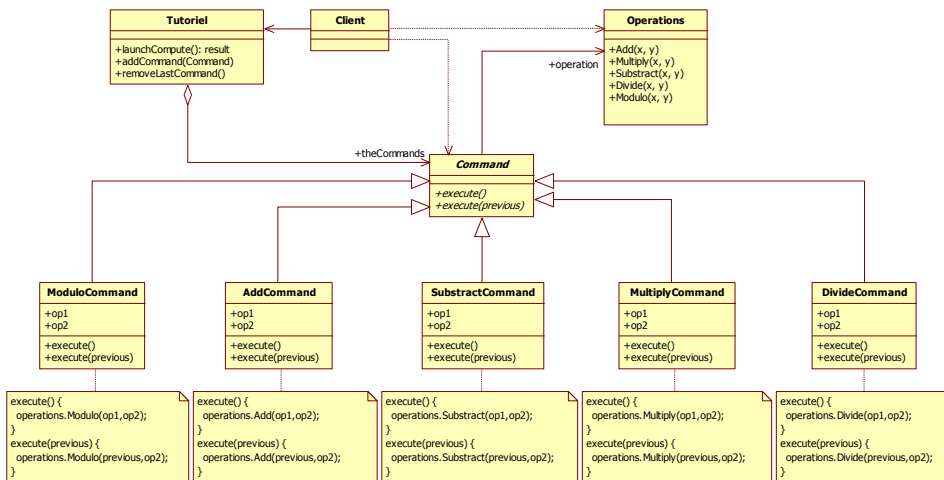 Tutoriel
+launchCompute(): result
+addCommand(Command)
+removeLastCommand()
Client
Operations
+Add(x, y)
+Multiply(x, y)
+Substract(x, y)
+Divide(x, y)
+Modulo(x, y)
+operation
+theCommands
Command
+execute()
+execute(previous)
ModuloCommand
+op1
+op2
+execute()
+execute(previous)
AddCommand
+op1
+op2
+execute()
+execute(previous)
SubstractCommand
+op1
+op2
+execute()
+execute(previous)
MultiplyCommand
+op1
+op2
+execute()
+execute(previous)
DivideCommand
+op1
+op2
+execute()
+execute(previous)
execute() {
operations.Modulo(op1,op2);
}
execute(previous) {
operations.Modulo(previous,op2);
}
execute() {
operations.Add(op1,op2);
}
execute(previous) {
operations.Add(previous,op2);
}
execute() {
operations.Substract(op1,op2);
}
execute(previous) {
operations.Substract(previous,op2);
}
execute() {
operations.Multiply(op1,op2);
}
execute(previous) {
operations.Multiply(previous,op2);
}
execute() {
operations.Divide(op1,op2);
}
execute(previous) {
operations.Divide(previous,op2);
}